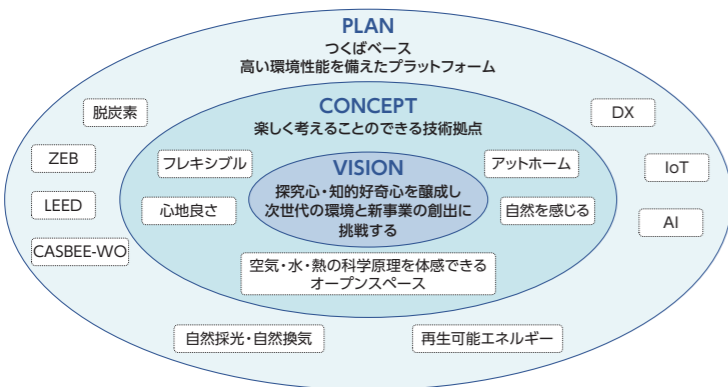 PLAN
つくばベース
高い環境性能を備えたプラットフォーム
脱炭素
DX
CONCEPT
楽しく考えることのできる技術拠点
ZEB
IoT
フレキシブル
アットホーム
VISION
探究心・知的好奇心を醸成し
次世代の環境と新事業の創出に
挑戦する
LEED
AI
心地良さ
自然を感じる
CASBEE-WO
空気・水・熱の科学原理を体感できる
オープンスペース
自然採光・自然換気
再生可能エネルギー